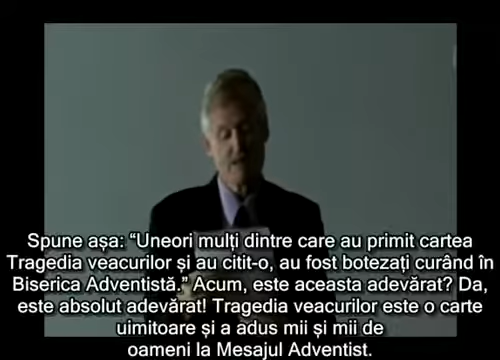 Spune așa: “Uneori mulți dintre care au primit cartea
Tragedia veacurilor și au citit-o, au fost botezați curând în
Biserica Adventistă.” Acum, este aceasta adevărat? Da,
este absolut adevărat! Tragedia veacurilor este o carte
uimitoare și a adus mii și mii de
oameni la Mesajul Adventist.